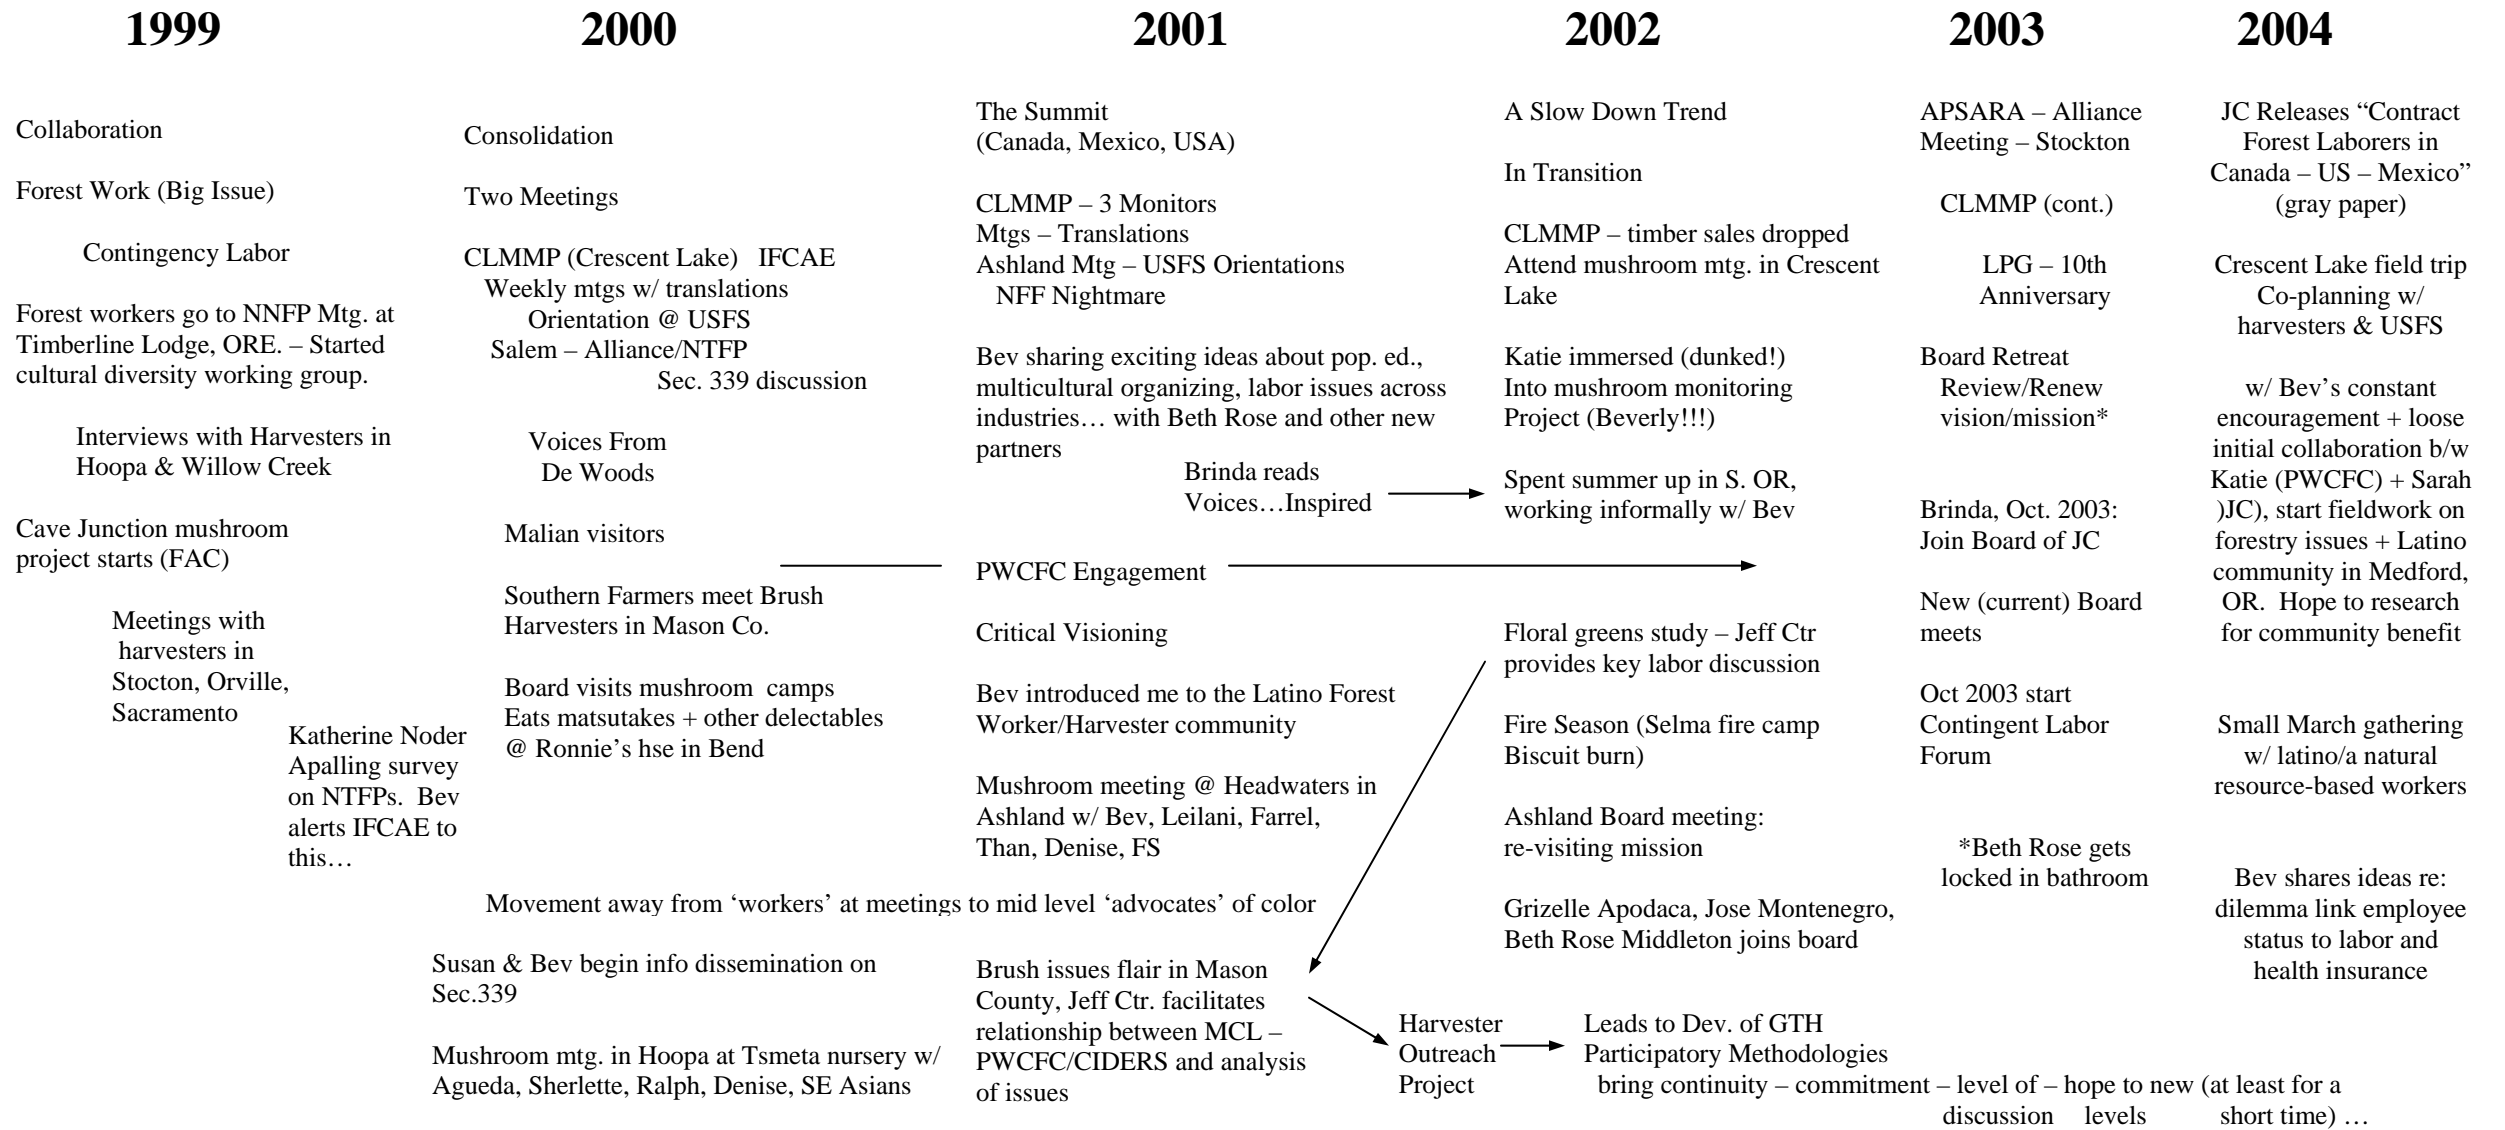 1999
Collaboration
Forest Work (Big Issue)
Contingency Labor
Forest workers go to NNFP Mtg. at
Timberline Lodge, ORE. – Started
cultural diversity working group.
Interviews with Harvesters in
Hoopa & Willow Creek
Cave Junction mushroom
project starts (FAC)
Meetings with
harvesters in
Stocton, Orville,
Sacramento
Katherine Noder
Apalling survey
on NTFPs.  Bev
alerts IFCAE to
this…
2000
Consolidation
Two Meetings
CLMMP (Crescent Lake)   IFCAE
Weekly mtgs w/ translations
Orientation @ USFS
Salem – Alliance/NTFP
Sec. 339 discussion
Voices From
De Woods
Malian visitors
Southern Farmers meet Brush
Harvesters in Mason Co.
Board visits mushroom  camps
Eats matsutakes + other delectables
@ Ronnie’s hse in Bend
Movement away from ‘workers’ at meetings to mid level ‘advocates’ of color
Susan & Bev begin info dissemination on
Sec.339
Mushroom mtg. in Hoopa at Tsmeta nursery w/
Agueda, Sherlette, Ralph, Denise, SE Asians
2001
The Summit
(Canada, Mexico, USA)
CLMMP – 3 Monitors
Mtgs – Translations
Ashland Mtg – USFS Orientations
NFF Nightmare
Bev sharing exciting ideas about pop. ed.,
multicultural organizing, labor issues across
industries… with Beth Rose and other new
partners
Brinda reads
Voices…Inspired
PWCFC Engagement
Critical Visioning
Bev introduced me to the Latino Forest
Worker/Harvester community
Mushroom meeting @ Headwaters in
Ashland w/ Bev, Leilani, Farrel,
Than, Denise, FS
Brush issues flair in Mason
County, Jeff Ctr. facilitates
relationship between MCL –
PWCFC/CIDERS and analysis
of issues
Harvester
Outreach
Project
2002
A Slow Down Trend
In Transition
CLMMP – timber sales dropped
Attend mushroom mtg. in Crescent
Lake
Katie immersed (dunked!)
Into mushroom monitoring
Project (Beverly!!!)
Spent summer up in S. OR,
working informally w/ Bev
Floral greens study – Jeff Ctr
provides key labor discussion
Fire Season (Selma fire camp
Biscuit burn)
Ashland Board meeting:
re-visiting mission
Grizelle Apodaca, Jose Montenegro,
Beth Rose Middleton joins board
Leads to Dev. of GTH
Participatory Methodologies
bring continuity – commitment – level of – hope to new (at least for a
discussion    levels    short time) …
2003
APSARA – Alliance
Meeting – Stockton
CLMMP (cont.)
LPG – 10th
Anniversary
Board Retreat
Review/Renew
vision/mission*
Brinda, Oct. 2003:
Join Board of JC
New (current) Board
meets
Oct 2003 start
Contingent Labor
Forum
*Beth Rose gets
locked in bathroom
2004
JC Releases “Contract
Forest Laborers in
Canada – US – Mexico”
(gray paper)
Crescent Lake field trip
Co-planning w/
harvesters & USFS
w/ Bev’s constant
encouragement + loose
initial collaboration b/w
Katie (PWCFC) + Sarah
)JC), start fieldwork on
forestry issues + Latino
community in Medford,
OR.  Hope to research
for community benefit
Small March gathering
w/ latino/a natural
resource-based workers
Bev shares ideas re:
dilemma link employee
status to labor and
health insurance